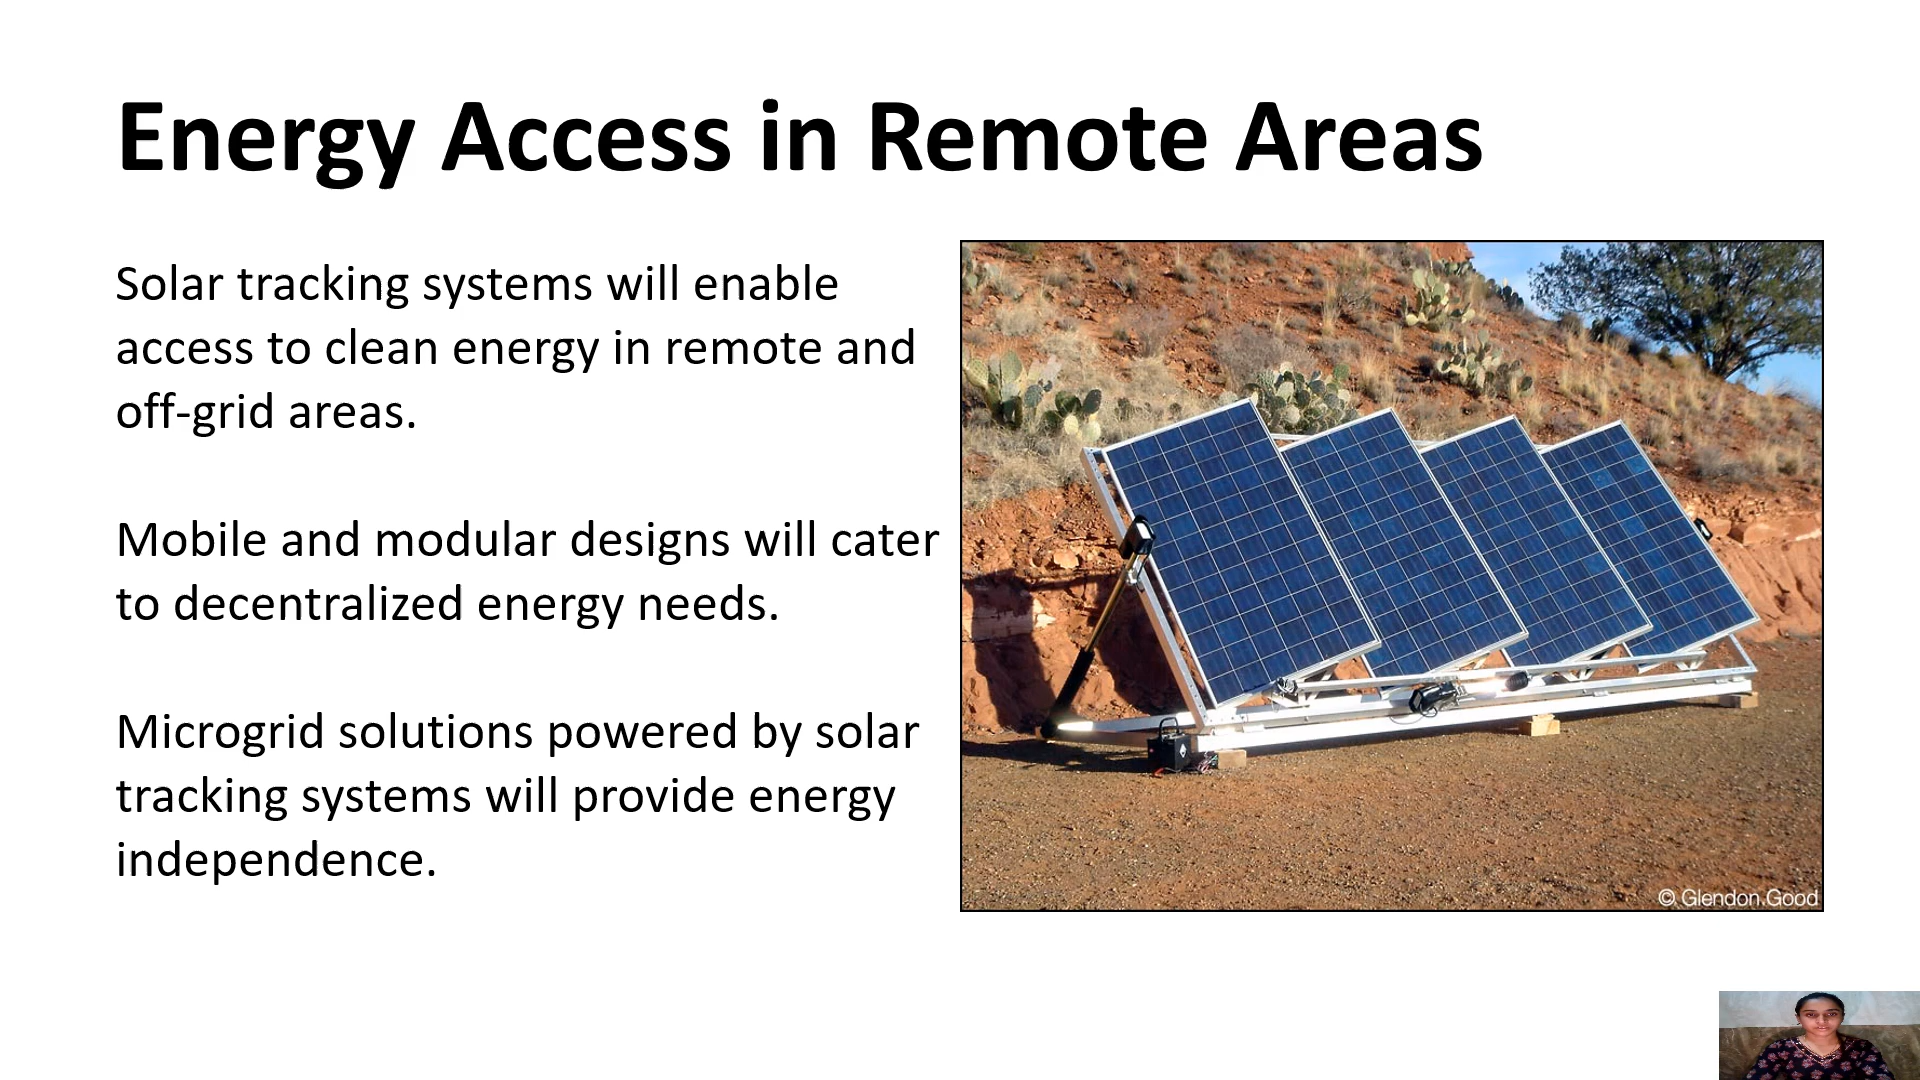 Energy Access in Remote Areas
Solar tracking systems will enable
access to clean energy in remote and
off-grid areas.
Mobile and modular designs will cater
to decentralized energy needs.
Microgrid solutions powered by solar
tracking systems will provide energy
independence.
© Glendon Good